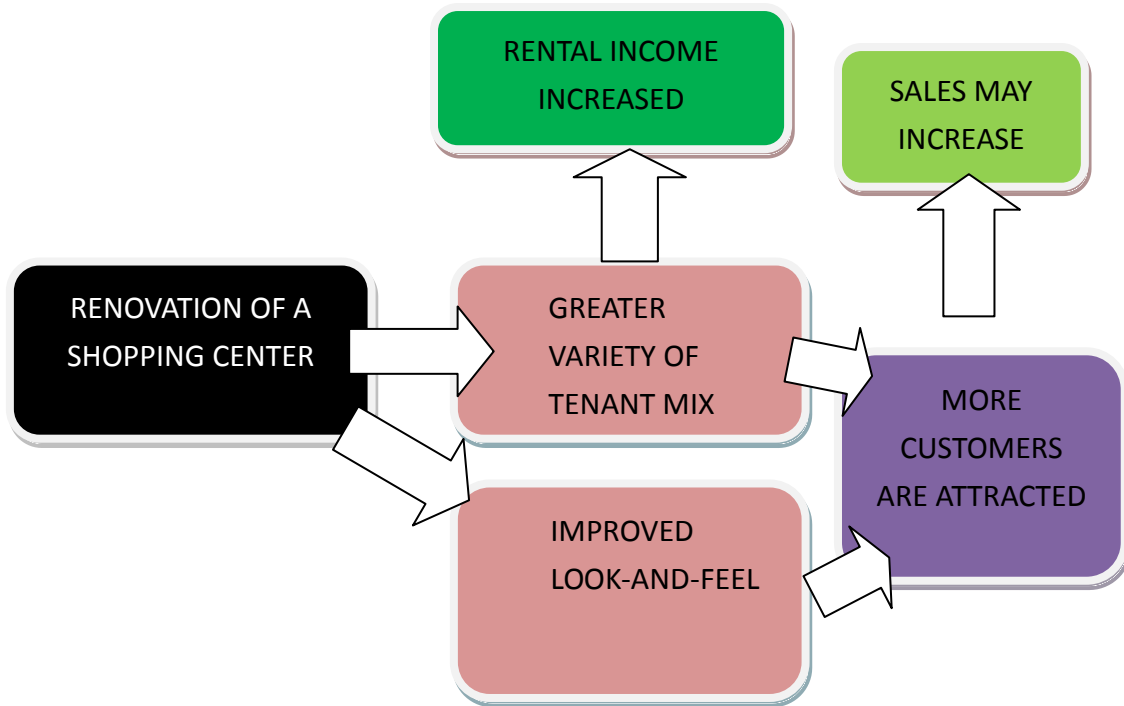 RENTAL INCOME
INCREASED
SALES MAY
INCREASE
RENOVATION OF A
SHOPPING CENTER
GREATER
VARIETY OF
TENANT MIX
MORE
CUSTOMERS
ARE ATTRACTED
IMPROVED
LOOK-AND-FEEL